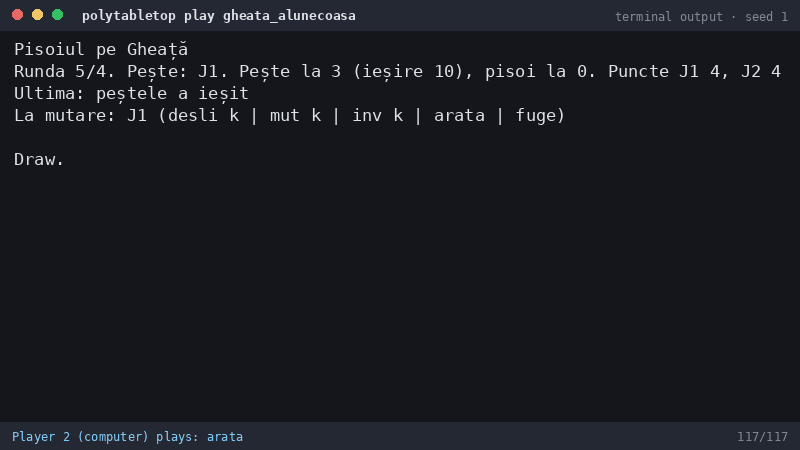 polytabletop play gheata_alunecoasa
terminal output · seed 1
Pisoiul pe Gheață
Runda 5/4. Pește: J1. Pește la 3 (ieșire 10), pisoi la 0. Puncte J1 4, J2 4
Ultima: peștele a ieșit
La mutare: J1 (desli k | mut k | inv k | arata | fuge)
Draw.
Player 2 (computer) plays: arata
117/117